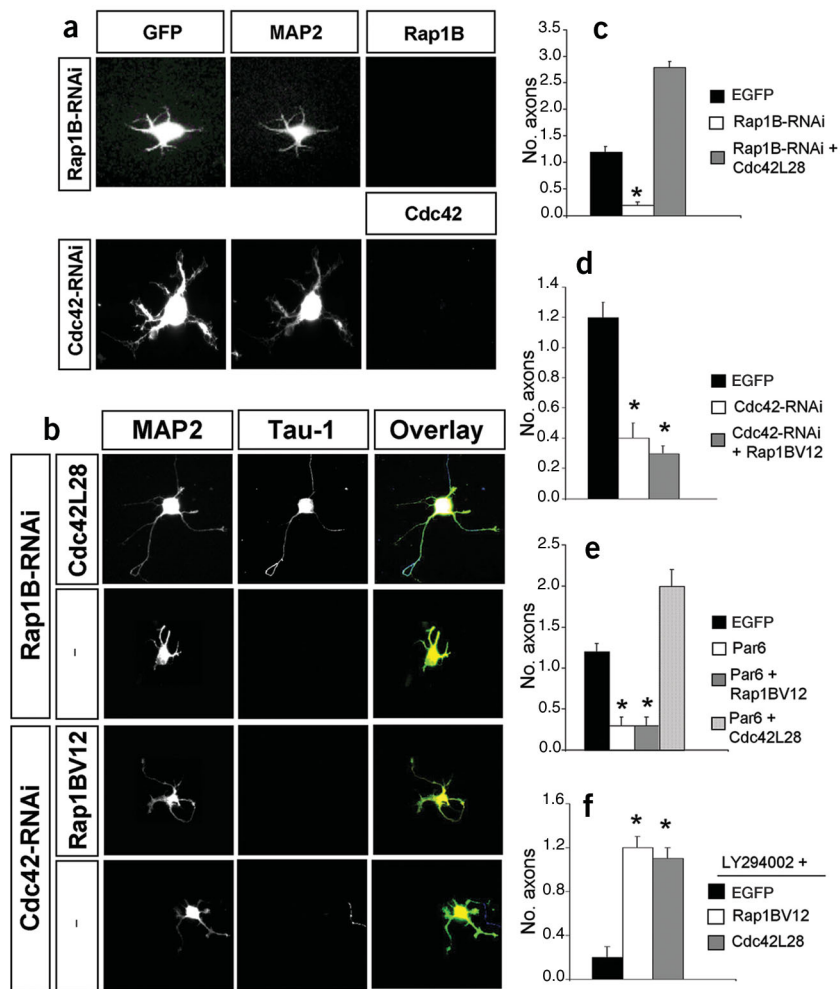 a
GFP
MAP2
Rap1B
Rap1B-RNAi
Cdc42
Cdc42-RNAi
b
MAP2
Tau-1
Overlay
Rap1B-RNAi
Cdc42L28
–
Cdc42-RNAi
Rap1BV12
–
c
No. axons
3.5
3.0
2.5
2.0
1.5
1.0
0.5
0.0
*
EGFP
Rap1B-RNAi
Rap1B-RNAi +
Cdc42L28
d
No. axons
1.4
1.2
1.0
0.8
0.6
0.4
0.2
0.0
* *
EGFP
Cdc42-RNAi
Cdc42-RNAi
+ Rap1BV12
e
No. axons
2.5
2.0
1.5
1.0
0.5
0.0
* *
EGFP
Par6
Par6 +
Rap1BV12
Par6 +
Cdc42L28
f
No. axons
1.6
1.2
0.8
0.4
0.0
* *
LY294002 +
EGFP
Rap1BV12
Cdc42L28